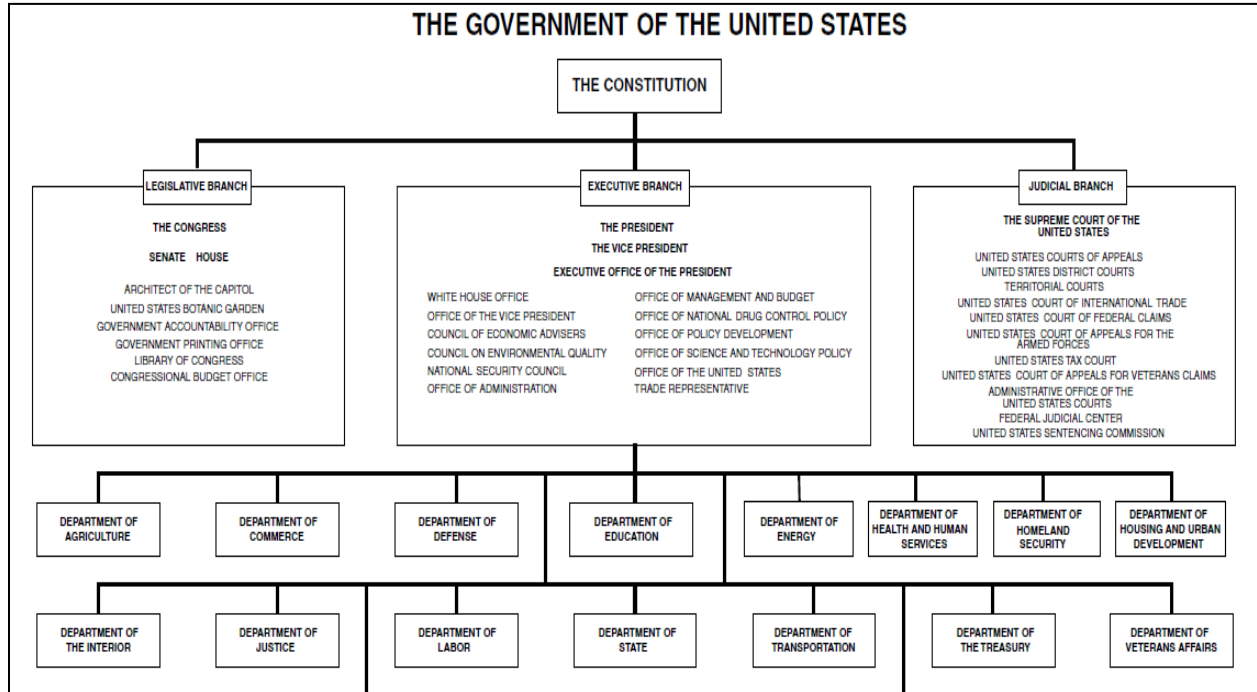 THE GOVERNMENT OF THE UNITED STATES
THE CONSTITUTION
LEGISLATIVE BRANCH
THE CONGRESS
SENATE HOUSE
ARCHITECT OF THE CAPITOL
UNITED STATES BOTANIC GARDEN
GOVERNMENT ACCOUNTABILITY OFFICE
GOVERNMENT PRINTING OFFICE
LIBRARY OF CONGRESS
CONGRESSIONAL BUDGET OFFICE
EXECUTIVE BRANCH
THE PRESIDENT
THE VICE PRESIDENT
EXECUTIVE OFFICE OF THE PRESIDENT
WHITE HOUSE OFFICE
OFFICE OF THE VICE PRESIDENT
COUNCIL OF ECONOMIC ADVISERS
COUNCIL ON ENVIRONMENTAL QUALITY
NATIONAL SECURITY COUNCIL
OFFICE OF ADMINISTRATION
OFFICE OF MANAGEMENT AND BUDGET
OFFICE OF NATIONAL DRUG CONTROL POLICY
OFFICE OF POLICY DEVELOPMENT
OFFICE OF SCIENCE AND TECHNOLOGY POLICY
OFFICE OF THE UNITED STATES
TRADE REPRESENTATIVE
JUDICIAL BRANCH
THE SUPREME COURT OF THE
UNITED STATES
UNITED STATES COURTS OF APPEALS
UNITED STATES DISTRICT COURTS
TERRITORIAL COURTS
UNITED STATES COURT OF INTERNATIONAL TRADE
UNITED STATES COURT OF FEDERAL CLAIMS
UNITED STATES COURT OF APPEALS FOR THE
ARMED FORCES
UNITED STATES TAX COURT
UNITED STATES COURT OF APPEALS FOR VETERANS CLAIMS
ADMINISTRATIVE OFFICE OF THE
UNITED STATES COURTS
FEDERAL JUDICIAL CENTER
UNITED STATES SENTENCING COMMISSION
DEPARTMENT OF
AGRICULTURE
DEPARTMENT OF
COMMERCE
DEPARTMENT OF
DEFENSE
DEPARTMENT OF
EDUCATION
DEPARTMENT OF
ENERGY
DEPARTMENT OF
HEALTH AND HUMAN
SERVICES
DEPARTMENT OF
HOMELAND
SECURITY
DEPARTMENT OF
HOUSING AND URBAN
DEVELOPMENT
DEPARTMENT OF
THE INTERIOR
DEPARTMENT OF
JUSTICE
DEPARTMENT OF
LABOR
DEPARTMENT OF
STATE
DEPARTMENT OF
TRANSPORTATION
DEPARTMENT OF
THE TREASURY
DEPARTMENT OF
VETERANS AFFAIRS